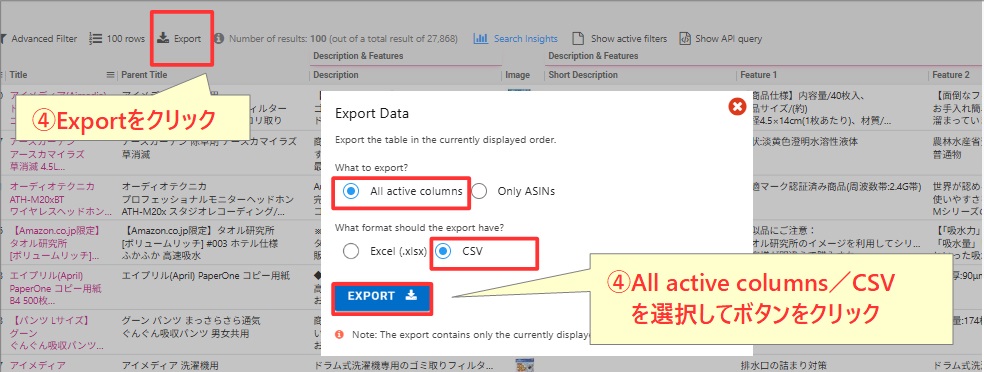 Advanced Filter
100 rows
Export
Number of results: 100 (out of a total result of 27,868)
Search Insights
Show active filters
Show API query
Description & Features
Description & Features
Title
Parent Title
Description
Image
Short Description
Feature 1
Feature 2
④Exportをクリック
アースカーテン 除草剤 アースカマイラズ
アースカマイラズ
草消滅 4.5L...
草消滅
オーディオテクニカ
ATH-M20xBT
ワイヤレスヘッドホン...
オーディオテクニカ
プロフェッショナルモニターヘッドホン
ATH-M20x スタジオレコーディング/...
【Amazon.co.jp限定】
タオル研究所
[ボリュームリッチ]...
【Amazon.co.jp限定】タオル研究所
[ボリュームリッチ] #003 ホテル仕様
ふかふか 高速吸水
エイプリル(April)
PaperOne コピー用紙
B4 500枚...
エイプリル(April) PaperOne コピー用紙
【パンツ Lサイズ】
グーン
ぐんぐん吸収パンツ...
グーン パンツ まっさらさら通気
ぐんぐん吸収パンツ 男女共用
アイメディア
アイメディア 洗濯機用
ドラム式洗濯機専用のゴミ取りフィルタ...
商品仕様】内容量/40枚入、
品サイズ/(約)
径4.5×14cm(1枚あたり)、材質/...
【面倒なフ
お手入れ簡
溜まってい
状:淡黄色澄明水溶性液体
農林水産省
普通物
適マーク認証済み商品(周波数帯:2.4G帯)
世界が認め
使いやすさ
Mシリーズの
以品にご注意：
オル研究所のイメージを利用してシリ...
【「吸水力」
「吸水量」
排水口の詰まり対策
ドラム式洗
Export Data
Export the table in the currently displayed order.
What to export?
All active columns
Only ASINs
What format should the export have?
Excel (.xlsx)
CSV
EXPORT
Note: The export contains only the currently displaye
④All active columns／CSV
を選択してボタンをクリック